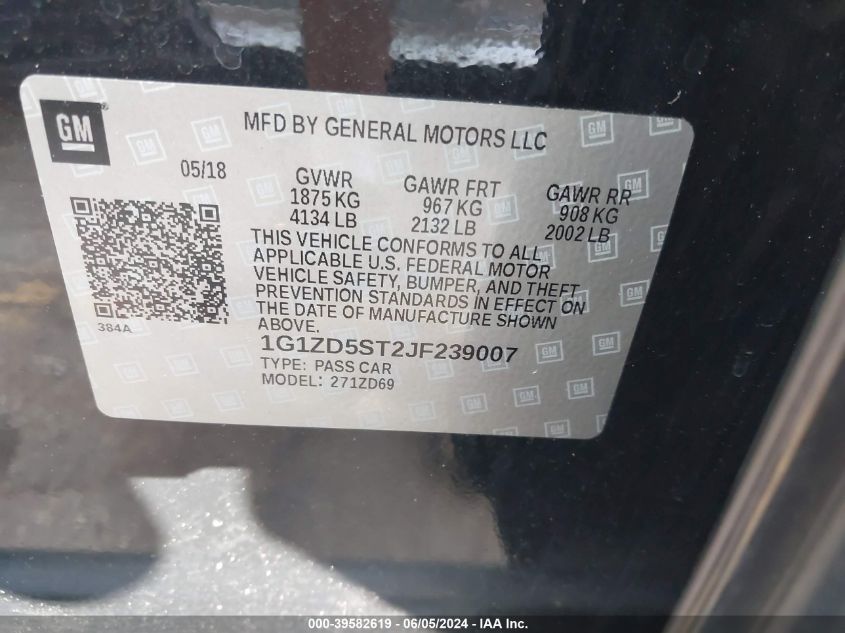 GM
MFD BY GENERAL MOTORS LLC
05/18
GVWR
1875 KG
4134 LB
GAWR FRT
967 KG
2132 LB
GAWR RR
908 KG
2002 LB
THIS VEHICLE CONFORMS TO ALL
APPLICABLE U.S. FEDERAL MOTOR
VEHICLE SAFETY, BUMPER, AND THEFT
PREVENTION STANDARDS IN EFFECT ON
THE DATE OF MANUFACTURE SHOWN
ABOVE.
384A
1G1ZD5ST2JF239007
TYPE: PASS CAR
MODEL: 271ZD69
000-39582619 - 06/05/2024 - IAA Inc.